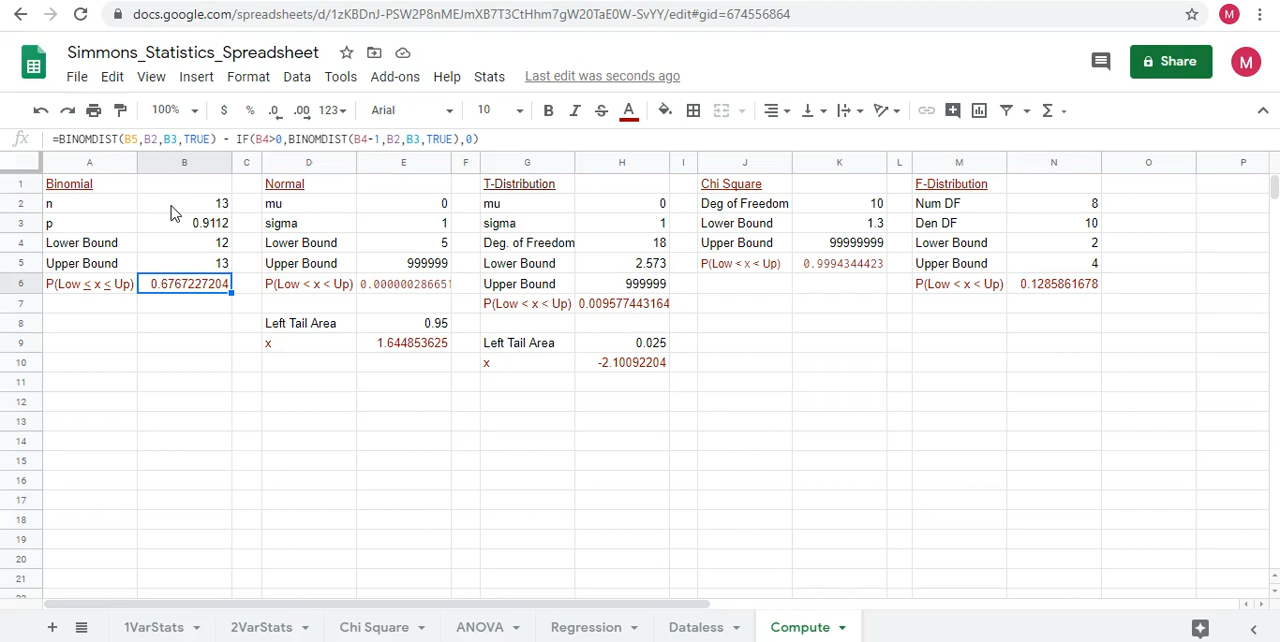 docs.google.com/spreadsheets/d/1zKBDnJ-PSW2P8nMEJmXB7T3CtHhm7gW20TaE0W-SvYY/edit#gid=674556864
M
Simmons_Statistics_Spreadsheet
File Edit View Insert Format Data Tools Add-ons Help Stats Last edit was seconds ago
Share
M
100% $ % .0 .00 123 Arial 10 B I S A Σ
fx =BINOMDIST(B5,B2,B3,TRUE) - IF(B4>0,BINOMDIST(B4-1,B2,B3,TRUE),0)
A B C D E F G H I J K L M N O P
1 Binomial Normal T-Distribution Chi Square F-Distribution
2 n 13 mu 0 mu 0 Deg of Freedom 10 Num DF 8
3 p 0.9112 sigma 1 sigma 1 Lower Bound 1.3 Den DF 10
4 Lower Bound 12 Lower Bound 5 Deg. of Freedom 18 Upper Bound 99999999 Lower Bound 2
5 Upper Bound 13 Upper Bound 999999 Lower Bound 2.573 P(Low < x < Up) 0.9994344423 Upper Bound 4
6 P(Low ≤ x ≤ Up) 0.6767227204 P(Low < x < Up) 0.000000286651 Upper Bound 999999 P(Low < x < Up) 0.1285861678
7 P(Low < x < Up) 0.009577443164
8 Left Tail Area 0.95
9 x 1.644853625 Left Tail Area 0.025
10 x -2.10092204
11
12
13
14
15
16
17
18
19
20
21
1VarStats 2VarStats Chi Square ANOVA Regression Dataless Compute